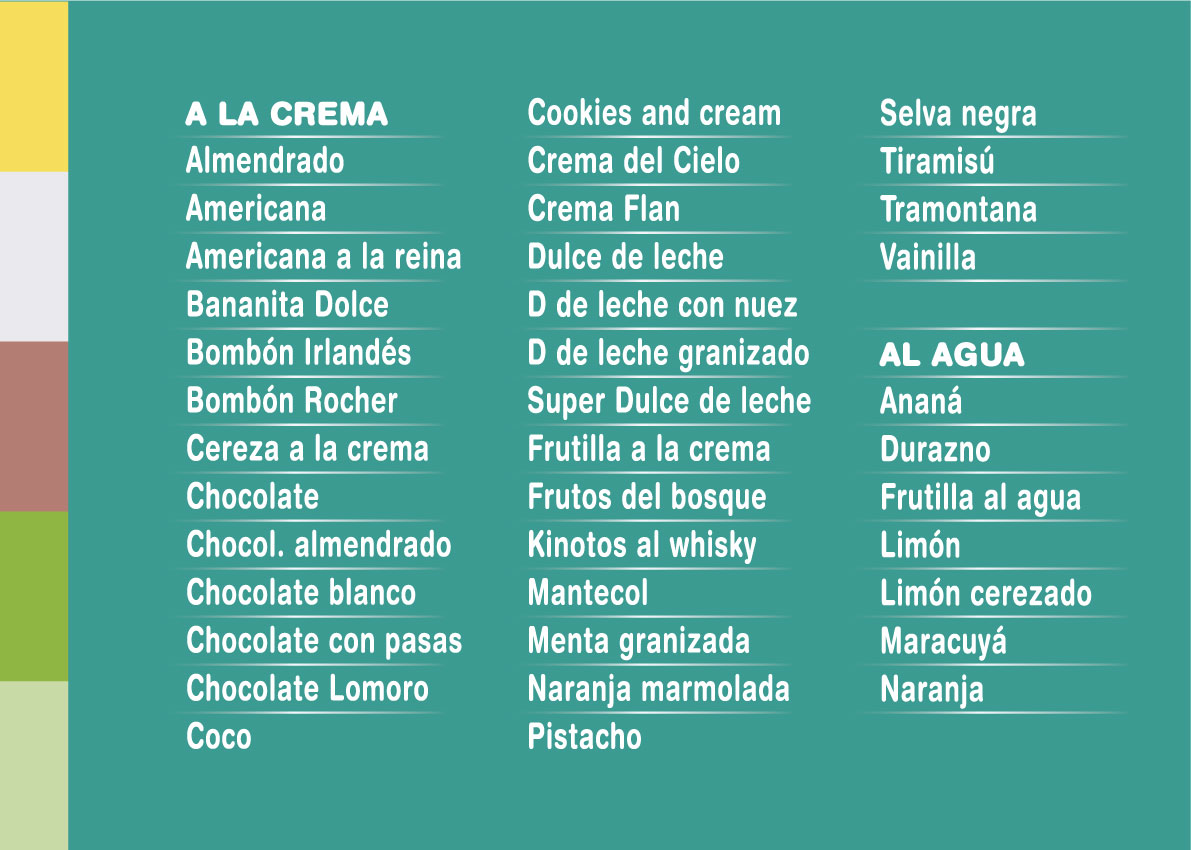 A LA CREMA
Almendrado
Americana
Americana a la reina
Bananita Dolce
Bombón Irlandés
Bombón Rocher
Cereza a la crema
Chocolate
Chocol. almendrado
Chocolate blanco
Chocolate con pasas
Chocolate Lomoro
Coco
Cookies and cream
Crema del Cielo
Crema Flan
Dulce de leche
D de leche con nuez
D de leche granizado
Super Dulce de leche
Frutilla a la crema
Frutos del bosque
Kinotos al whisky
Mantecol
Menta granizada
Naranja marmolada
Pistacho
Selva negra
Tiramisú
Tramontana
Vainilla
AL AGUA
Ananá
Durazno
Frutilla al agua
Limón
Limón cerezado
Maracuyá
Naranja